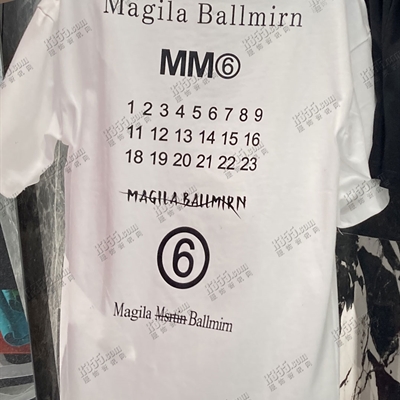 Magila Ballmirn
MM⑥
1 2 3 4 5 6 7 8 9
11 12 13 14 15 16
18 19 20 21 22 23
MAGILA BALLMIRN
⑥
Magila Msrtin Ballmirn